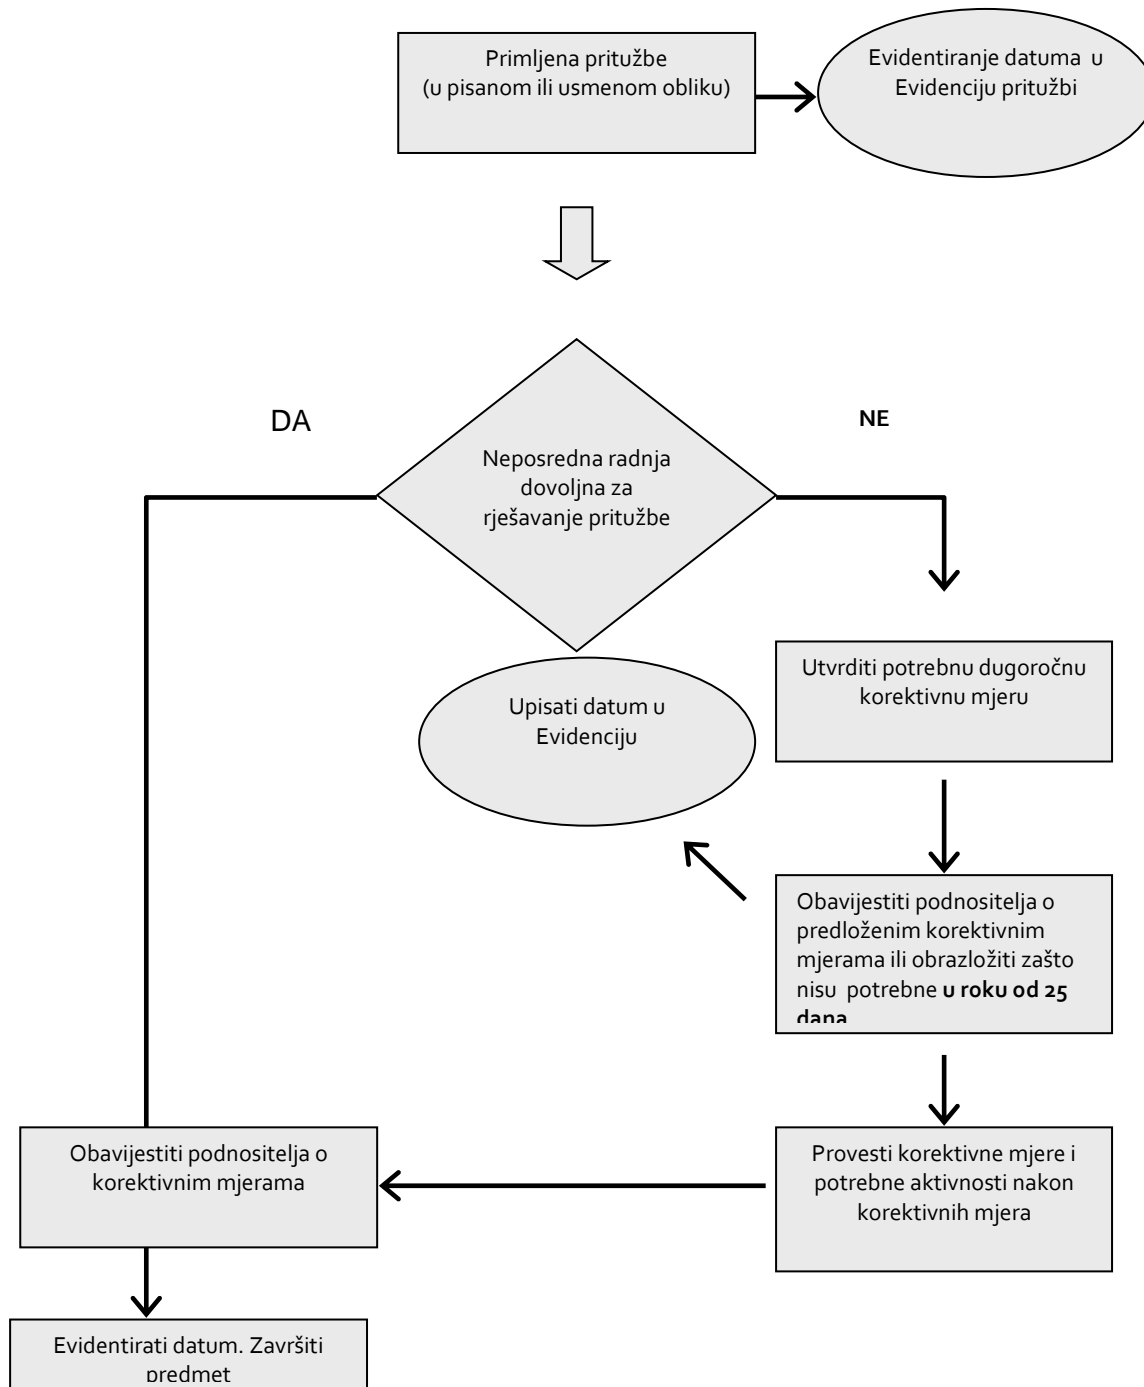 Primljena pritužbe
(u pisanom ili usmenom obliku)
Evidentiranje datuma u
Evidenciju pritužbi
DA
NE
Neposredna radnja
dovoljna za
rješavanje pritužbe
Utvrditi potrebnu dugoročnu
korektivnu mjeru
Upisati datum u
Evidenciju
Obavijestiti podnositelja o
predloženim korektivnim
mjerama ili obrazložiti zašto
nisu potrebne u roku od 25
dana
Obavijestiti podnositelja o
korektivnim mjerama
Provesti korektivne mjere i
potrebne aktivnosti nakon
korektivnih mjera
Evidentirati datum. Završiti
predmet